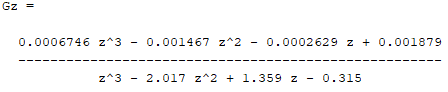 Gz =
0.0006746 z^3 - 0.001467 z^2 - 0.0002629 z + 0.001879
-----------------------------------------------------
z^3 - 2.017 z^2 + 1.359 z - 0.315